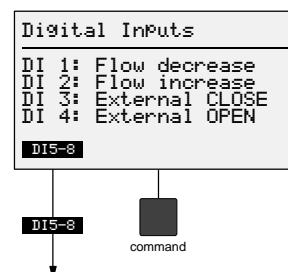 Digital InPuts
DI 1: Flow decrease
DI 2: Flow increase
DI 3: External CLOSE
DI 4: External OPEN
DI5-8
DI5-8
command